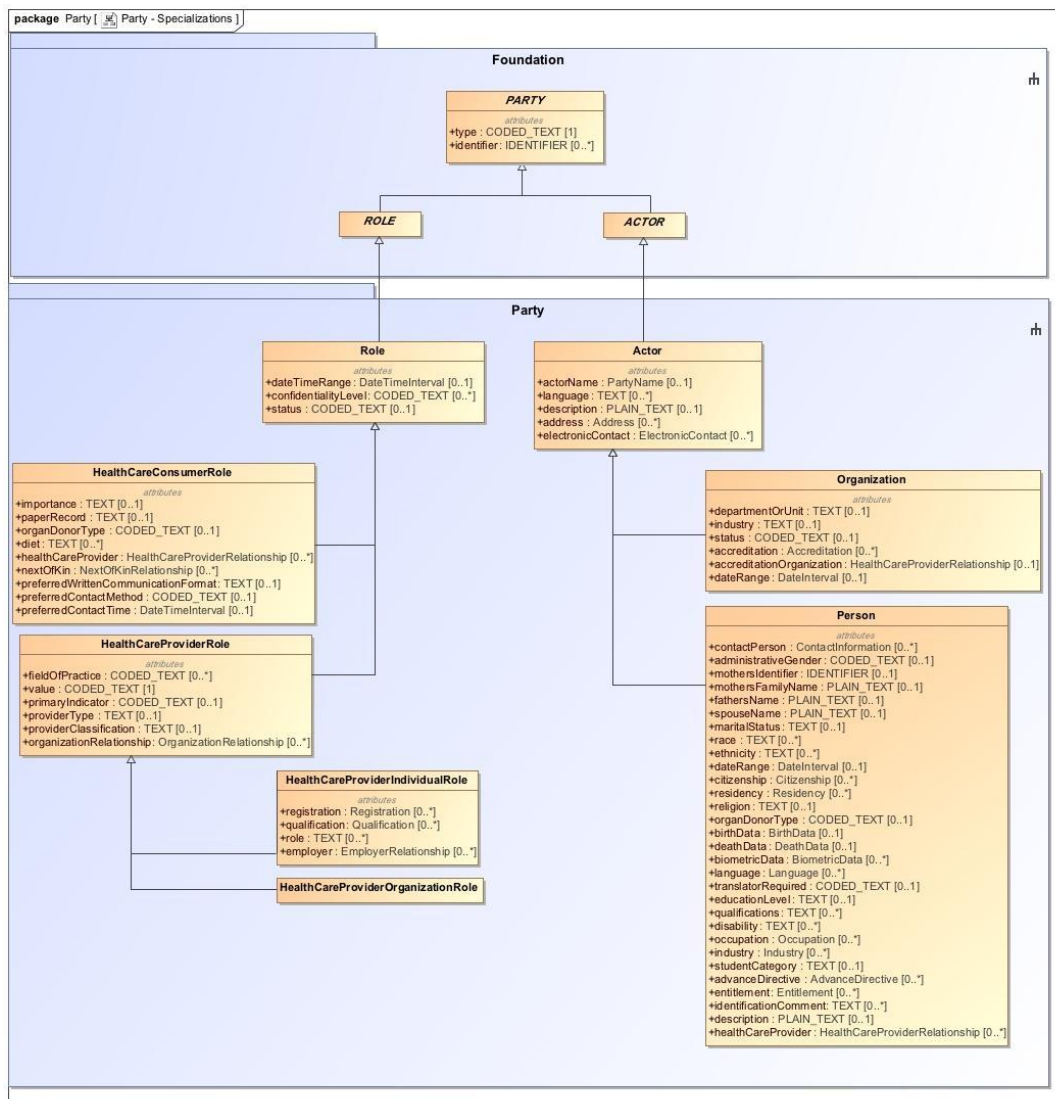 package Party [ Party - Specializations ]
Foundation
PARTY
attributes
+type : CODED_TEXT [1]
+identifier : IDENTIFIER [0..*]
ROLE
ACTOR
Party
Role
attributes
+dateTimeRange : DateTimeInterval [0..1]
+confidentialityLevel : CODED_TEXT [0..*]
+status : CODED_TEXT [0..1]
Actor
attributes
+actorName : PartyName [0..1]
+language : TEXT [0..*]
+description : PLAIN_TEXT [0..1]
+address : Address [0..*]
+electronicContact : ElectronicContact [0..*]
HealthCareConsumerRole
attributes
+importance : TEXT [0..1]
+paperRecord : TEXT [0..1]
+organDonorType : CODED_TEXT [0..1]
+diet : TEXT [0..*]
+healthCareProvider : HealthCareProviderRelationship [0..*]
+nextOfKin : NextOfKinRelationship [0..*]
+preferredWrittenCommunicationFormat : TEXT [0..1]
+preferredContactMethod : CODED_TEXT [0..1]
+preferredContactTime : DateTimeInterval [0..1]
Organization
attributes
+departmentOrUnit : TEXT [0..1]
+industry : TEXT [0..1]
+status : CODED_TEXT [0..1]
+accreditation : Accreditation [0..*]
+accreditationOrganization : HealthCareProviderRelationship [0..1]
+dateRange : DateInterval [0..1]
HealthCareProviderRole
attributes
+fieldOfPractice : CODED_TEXT [0..*]
+value : CODED_TEXT [1]
+primaryIndicator : CODED_TEXT [0..1]
+providerType : TEXT [0..1]
+providerClassification : TEXT [0..1]
+organizationRelationship : OrganizationRelationship [0..*]
Person
attributes
+contactPerson : ContactInformation [0..*]
+administrativeGender : CODED_TEXT [0..1]
+mothersIdentifier : IDENTIFIER [0..1]
+mothersFamilyName : PLAIN_TEXT [0..1]
+fathersName : PLAIN_TEXT [0..1]
+spouseName : PLAIN_TEXT [0..1]
+maritalStatus : TEXT [0..1]
+race : TEXT [0..*]
+ethnicity : TEXT [0..*]
+dateRange : DateInterval [0..1]
+citizenship : Citizenship [0..*]
+residency : Residency [0..*]
+religion : TEXT [0..1]
+organDonorType : CODED_TEXT [0..1]
+birthData : BirthData [0..1]
+deathData : DeathData [0..1]
+biometricData : BiometricData [0..*]
+language : Language [0..*]
+translatorRequired : CODED_TEXT [0..1]
+educationLevel : TEXT [0..1]
+qualifications : TEXT [0..*]
+disability : TEXT [0..*]
+occupation : Occupation [0..*]
+industry : Industry [0..*]
+studentCategory : TEXT [0..1]
+advanceDirective : AdvanceDirective [0..*]
+entitlement : Entitlement [0..*]
+identificationComment : TEXT [0..*]
+description : PLAIN_TEXT [0..1]
+healthCareProvider : HealthCareProviderRelationship [0..*]
HealthCareProviderIndividualRole
attributes
+registration : Registration [0..*]
+qualification : Qualification [0..*]
+role : TEXT [0..*]
+employer : EmployerRelationship [0..*]
HealthCareProviderOrganizationRole